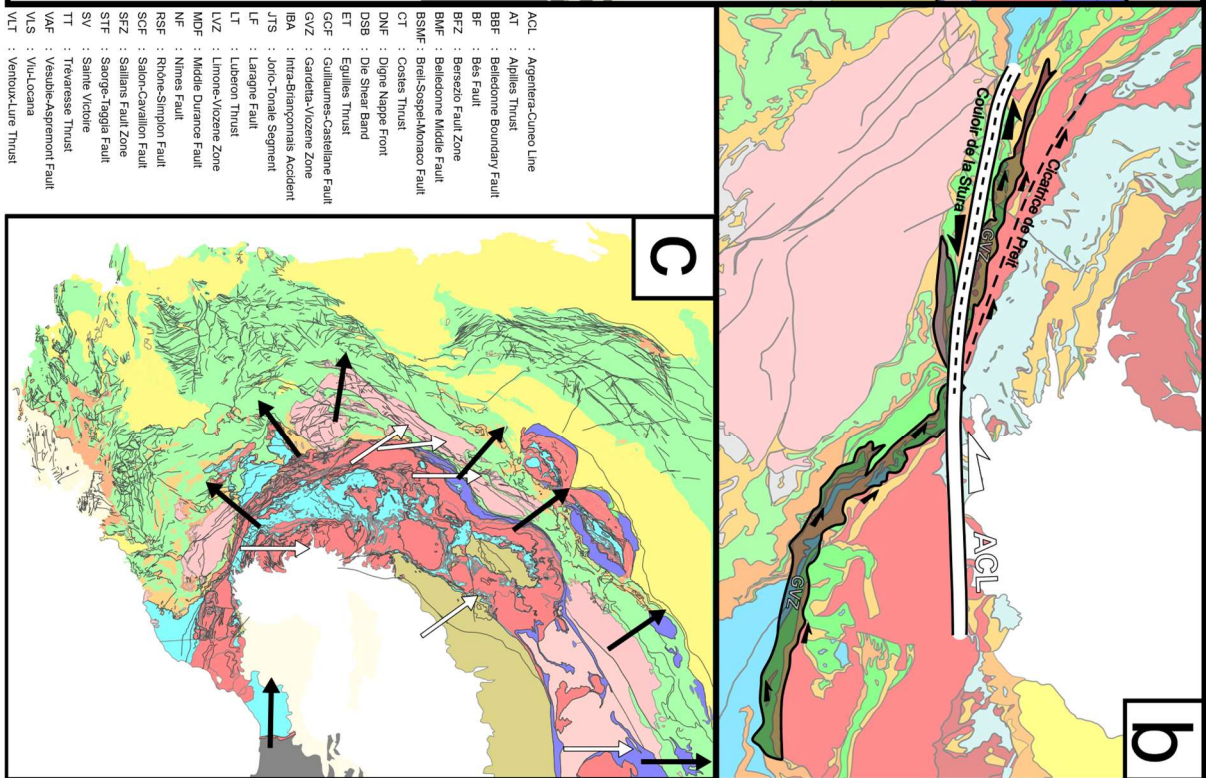 ACL : Argentera-Cuneo Line
AT : Alpilles Thrust
BBF : Belledonne Boundary Fault
BF : Bès Fault
BFZ : Bersezio Fault Zone
BMF : Belledonne Middle Fault
BSMF : Breil-Sospel-Monaco Fault
CT : Costes Thrust
DNF : Digne Nappe Front
DSB : Die Shear Band
ET : Eguilles Thrust
GCF : Guillaumes-Castellane Fault
GVZ : Gardetta-Viozene Zone
IBA : Intra-Briançonnais Accident
JTS : Jorio-Tonale Segment
LF : Laragne Fault
LT : Luberon Thrust
LVZ : Limone-Viozene Zone
MDF : Middle Durance Fault
NF : Nimes Fault
RSF : Rhône-Simplon Fault
SCF : Salon-Cavaillon Fault
SFZ : Saillans Fault Zone
STF : Saorge-Taggia Fault
SV : Sainte Victoire
TT : Trévaresse Thrust
VAF : Vésubie-Aspremont Fault
VLS : Viu-Locana
VLT : Ventoux-Lure Thrust
b
Cicatrice de Preit
GVZ
Couloir de la Stura
ACL
GVZ
C